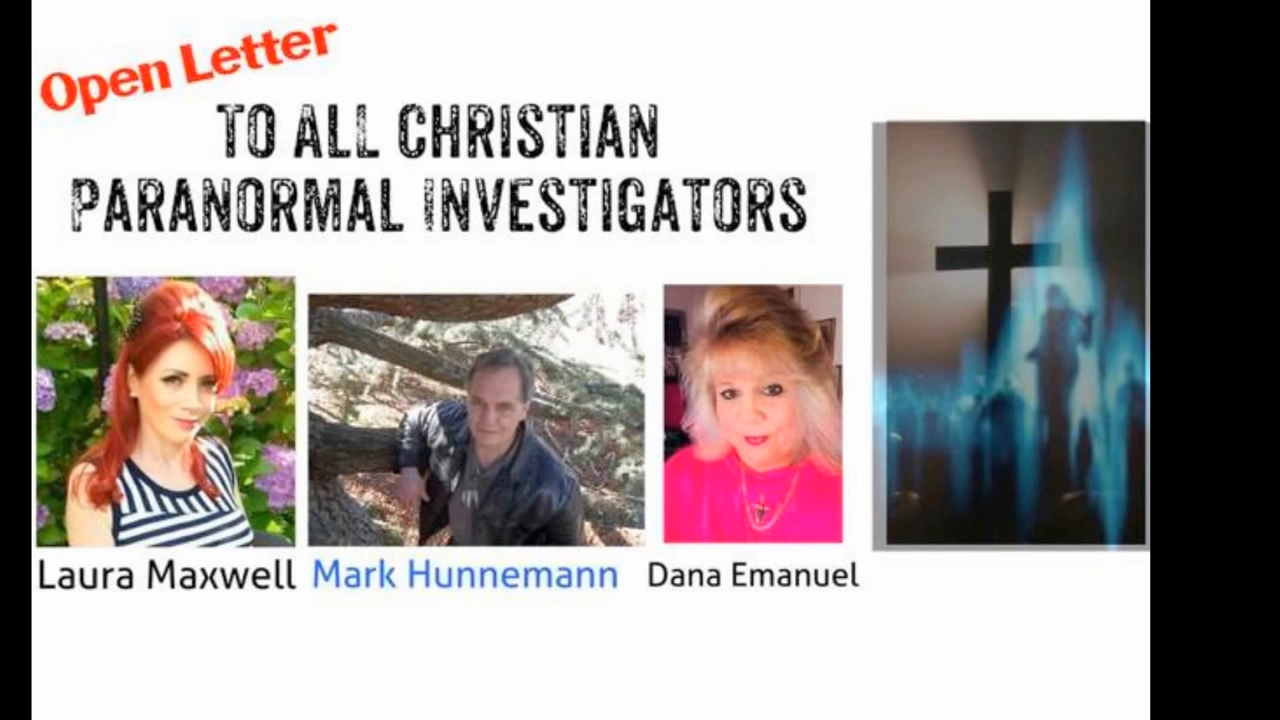 Open Letter
TO ALL CHRISTIAN
PARANORMAL INVESTIGATORS
Laura Maxwell
Mark Hunnemann
Dana Emanuel